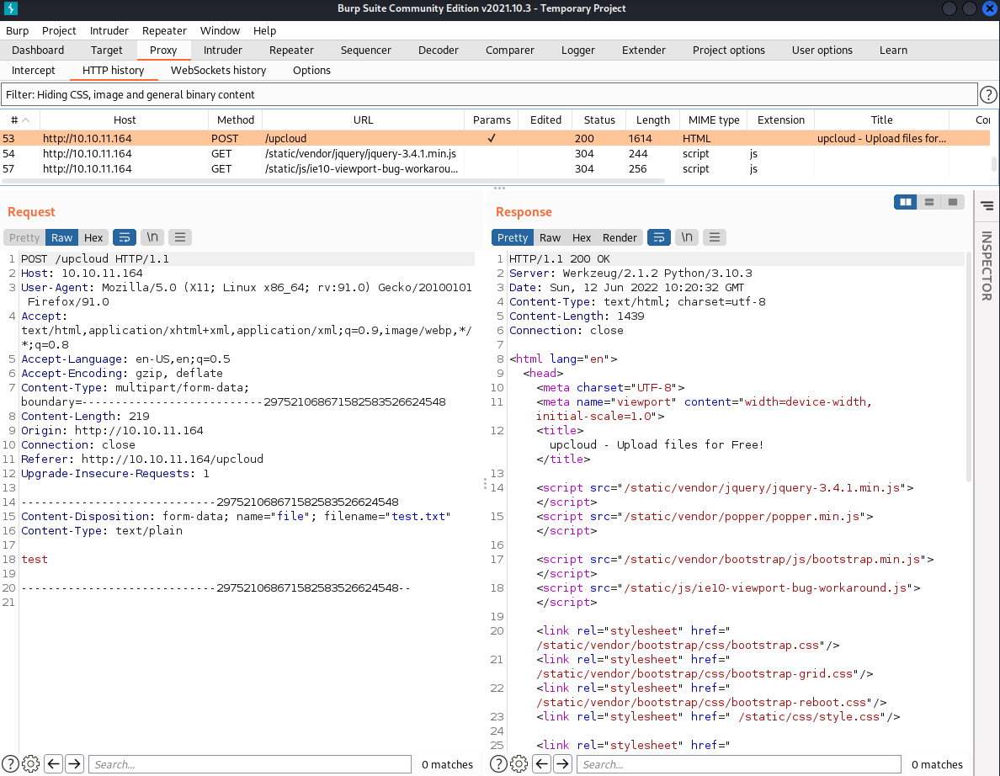 Burp Suite Community Edition v2021.10.3 - Temporary Project
Burp Project Intruder Repeater Window Help
Dashboard Target Proxy Intruder Repeater Sequencer Decoder Comparer Logger Extender Project options User options Learn
Intercept HTTP history WebSockets history Options
Filter: Hiding CSS, image and general binary content ?
# Host Method URL Params Edited Status Length MIME type Extension Title Co
53 http://10.10.11.164 POST /upcloud ✓ 200 1614 HTML upcloud - Upload files for...
54 http://10.10.11.164 GET /static/vendor/jquery/jquery-3.4.1.min.js 304 244 script js
57 http://10.10.11.164 GET /static/js/ie10-viewport-bug-workarou... 304 256 script js
Request
Pretty Raw Hex \n
1 POST /upcloud HTTP/1.1
2 Host: 10.10.11.164
3 User-Agent: Mozilla/5.0 (X11; Linux x86_64; rv:91.0) Gecko/20100101
Firefox/91.0
4 Accept:
text/html,application/xhtml+xml,application/xml;q=0.9,image/webp,*/
*;q=0.8
5 Accept-Language: en-US,en;q=0.5
6 Accept-Encoding: gzip, deflate
7 Content-Type: multipart/form-data;
boundary=---------------------------2975210686715825835266​24548
8 Content-Length: 219
9 Origin: http://10.10.11.164
10 Connection: close
11 Referer: http://10.10.11.164/upcloud
12 Upgrade-Insecure-Requests: 1
13
14 -----------------------------297521068671582583526624548
15 Content-Disposition: form-data; name="file"; filename="test.txt"
16 Content-Type: text/plain
17
18 test
19
20 -----------------------------297521068671582583526624548--
21
? Search... 0 matches
Response
Pretty Raw Hex Render \n
1 HTTP/1.1 200 OK
2 Server: Werkzeug/2.1.2 Python/3.10.3
3 Date: Sun, 12 Jun 2022 10:20:32 GMT
4 Content-Type: text/html; charset=utf-8
5 Content-Length: 1439
6 Connection: close
7
8 <html lang="en">
9 <head>
10 <meta charset="UTF-8">
11 <meta name="viewport" content="width=device-width,
initial-scale=1.0">
12 <title>
upcloud - Upload files for Free!
</title>
13
14 <script src="/static/vendor/jquery/jquery-3.4.1.min.js">
</script>
15 <script src="/static/vendor/popper/popper.min.js">
</script>
16
17 <script src="/static/vendor/bootstrap/js/bootstrap.min.js">
</script>
18 <script src="/static/js/ie10-viewport-bug-workaround.js">
</script>
19
20 <link rel="stylesheet" href="
/static/vendor/bootstrap/css/bootstrap.css"/>
21 <link rel="stylesheet" href="
/static/vendor/bootstrap/css/bootstrap-grid.css"/>
22 <link rel="stylesheet" href="
/static/vendor/bootstrap/css/bootstrap-reboot.css"/>
23 <link rel="stylesheet" href=" /static/css/style.css"/>
24
25 <link rel="stylesheet" href="
? Search... 0 matches
INSPECTOR